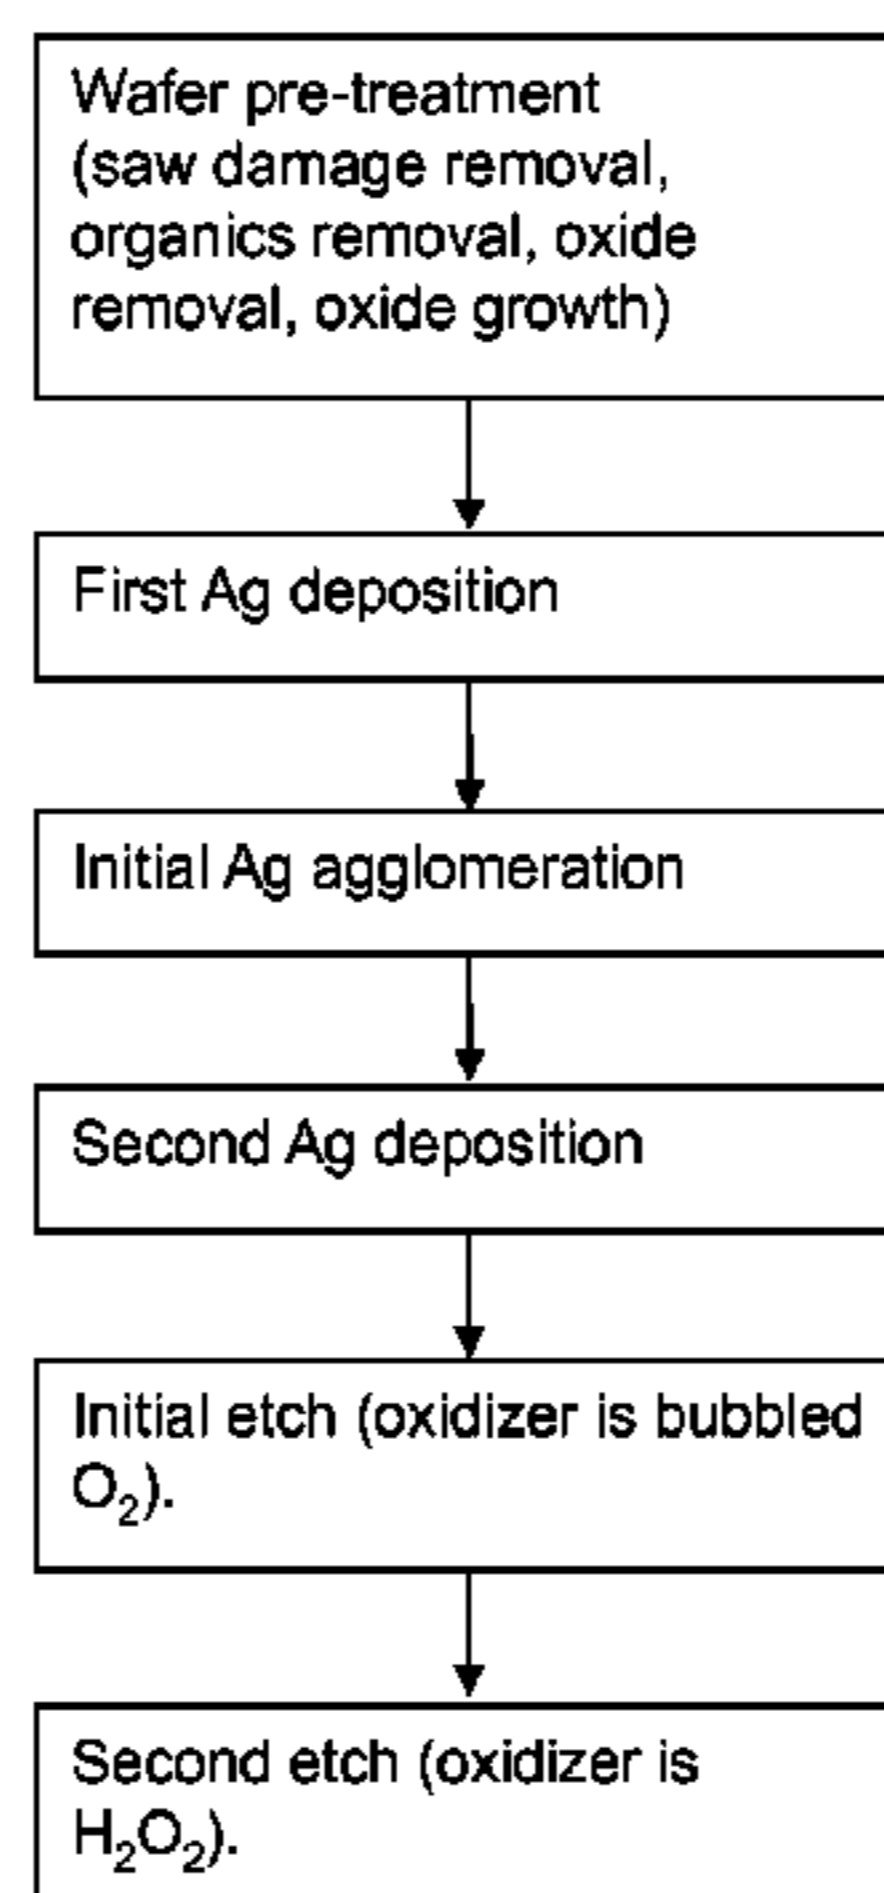 Wafer pre-treatment
(saw damage removal,
organics removal, oxide
removal, oxide growth)
First Ag deposition
Initial Ag agglomeration
Second Ag deposition
Initial etch (oxidizer is bubbled
O₂).
Second etch (oxidizer is
H₂O₂).